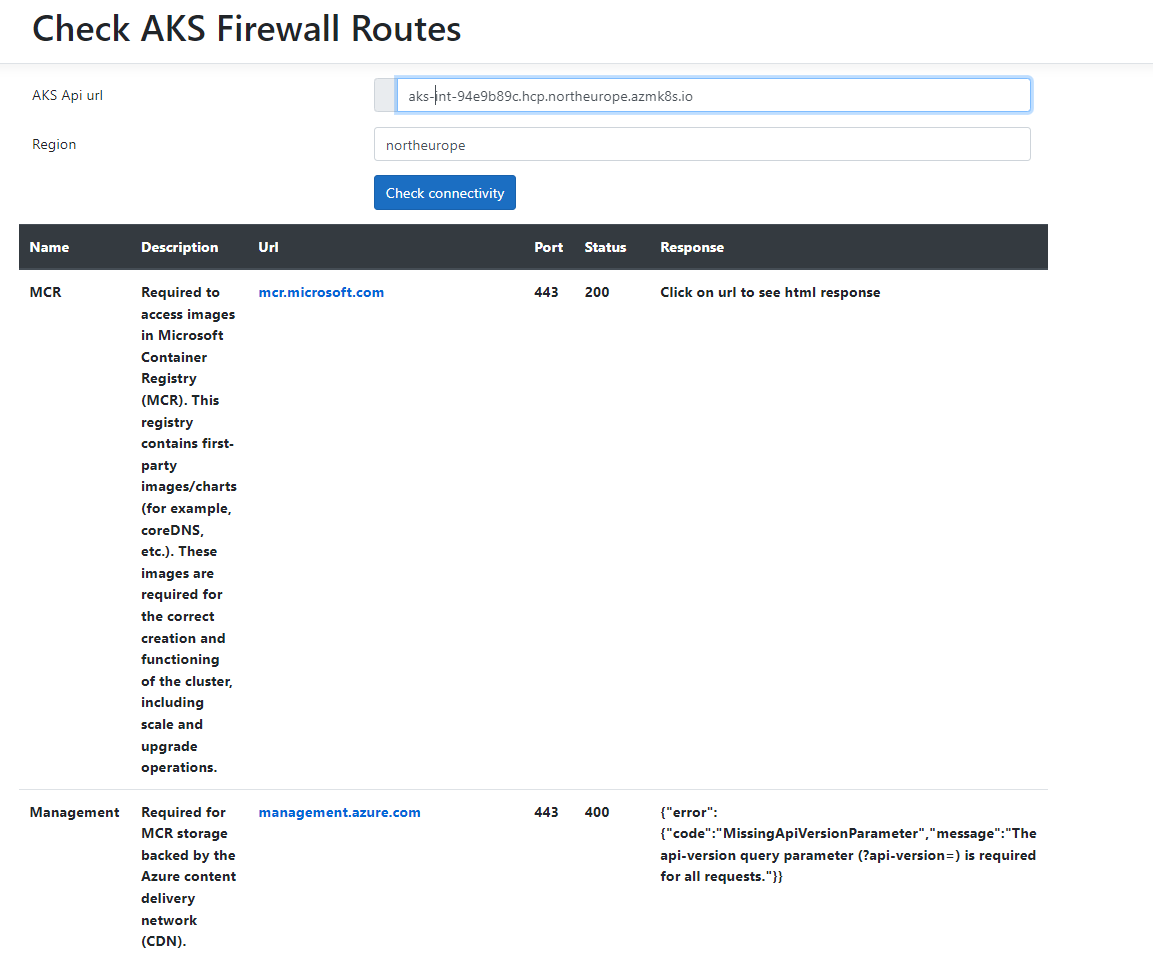 Check AKS Firewall Routes
AKS Api url
aks-int-94e9b89c.hcp.northeurope.azmk8s.io
Region
northeurope
Check connectivity
Name Description Url Port Status Response
MCR
Required to
access images
in Microsoft
Container
Registry
(MCR). This
registry
contains first-
party
images/charts
(for example,
coreDNS,
etc.). These
images are
required for
the correct
creation and
functioning
of the cluster,
including
scale and
upgrade
operations.
mcr.microsoft.com
443
200
Click on url to see html response
Management
Required for
MCR storage
backed by the
Azure content
delivery
network
(CDN).
management.azure.com
443
400
{"error":
{"code":"MissingApiVersionParameter","message":"The
api-version query parameter (?api-version=) is required
for all requests."}}